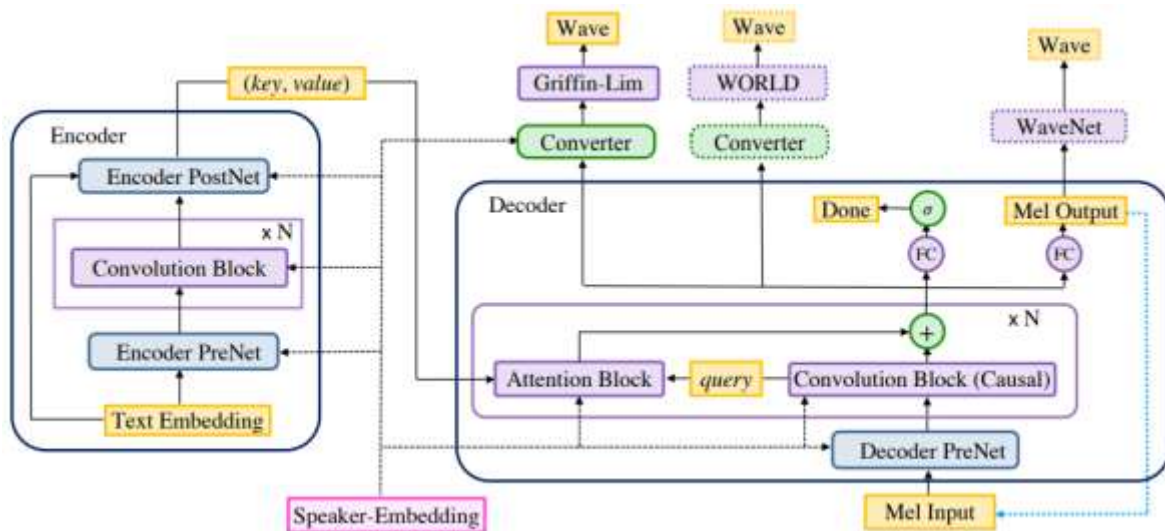 Wave
Wave
Wave
(key, value)
Griffin-Lim
WORLD
WaveNet
Encoder
Converter
Converter
Encoder PostNet
Decoder
Done
σ
Mel Output
x N
FC
FC
Convolution Block
x N
+
Encoder PreNet
Attention Block
query
Convolution Block (Causal)
Text Embedding
Decoder PreNet
Speaker-Embedding
Mel Input